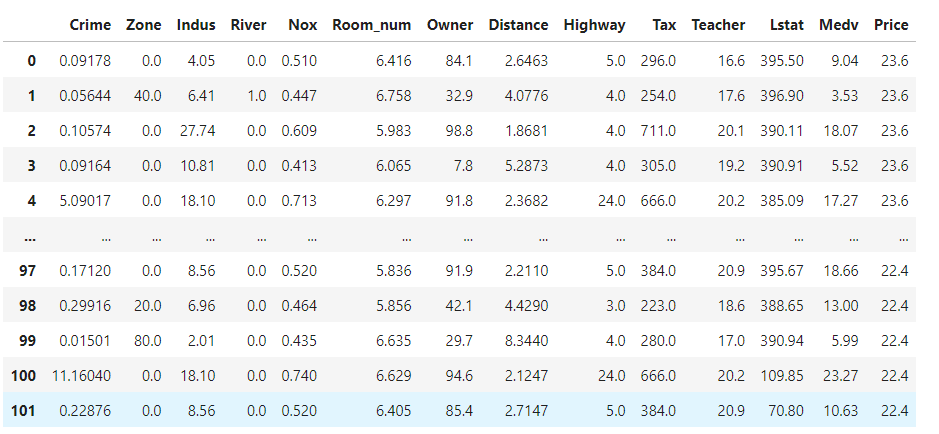 Crime Zone Indus River Nox Room_num Owner Distance Highway Tax Teacher Lstat Medv Price
0 0.09178 0.0 4.05 0.0 0.510 6.416 84.1 2.6463 5.0 296.0 16.6 395.50 9.04 23.6
1 0.05644 40.0 6.41 1.0 0.447 6.758 32.9 4.0776 4.0 254.0 17.6 396.90 3.53 23.6
2 0.10574 0.0 27.74 0.0 0.609 5.983 98.8 1.8681 4.0 711.0 20.1 390.11 18.07 23.6
3 0.09164 0.0 10.81 0.0 0.413 6.065 7.8 5.2873 4.0 305.0 19.2 390.91 5.52 23.6
4 5.09017 0.0 18.10 0.0 0.713 6.297 91.8 2.3682 24.0 666.0 20.2 385.09 17.27 23.6
... ... ... ... ... ... ... ... ... ... ... ... ... ... ...
97 0.17120 0.0 8.56 0.0 0.520 5.836 91.9 2.2110 5.0 384.0 20.9 395.67 18.66 22.4
98 0.29916 20.0 6.96 0.0 0.464 5.856 42.1 4.4290 3.0 223.0 18.6 388.65 13.00 22.4
99 0.01501 80.0 2.01 0.0 0.435 6.635 29.7 8.3440 4.0 280.0 17.0 390.94 5.99 22.4
100 11.16040 0.0 18.10 0.0 0.740 6.629 94.6 2.1247 24.0 666.0 20.2 109.85 23.27 22.4
101 0.22876 0.0 8.56 0.0 0.520 6.405 85.4 2.7147 5.0 384.0 20.9 70.80 10.63 22.4